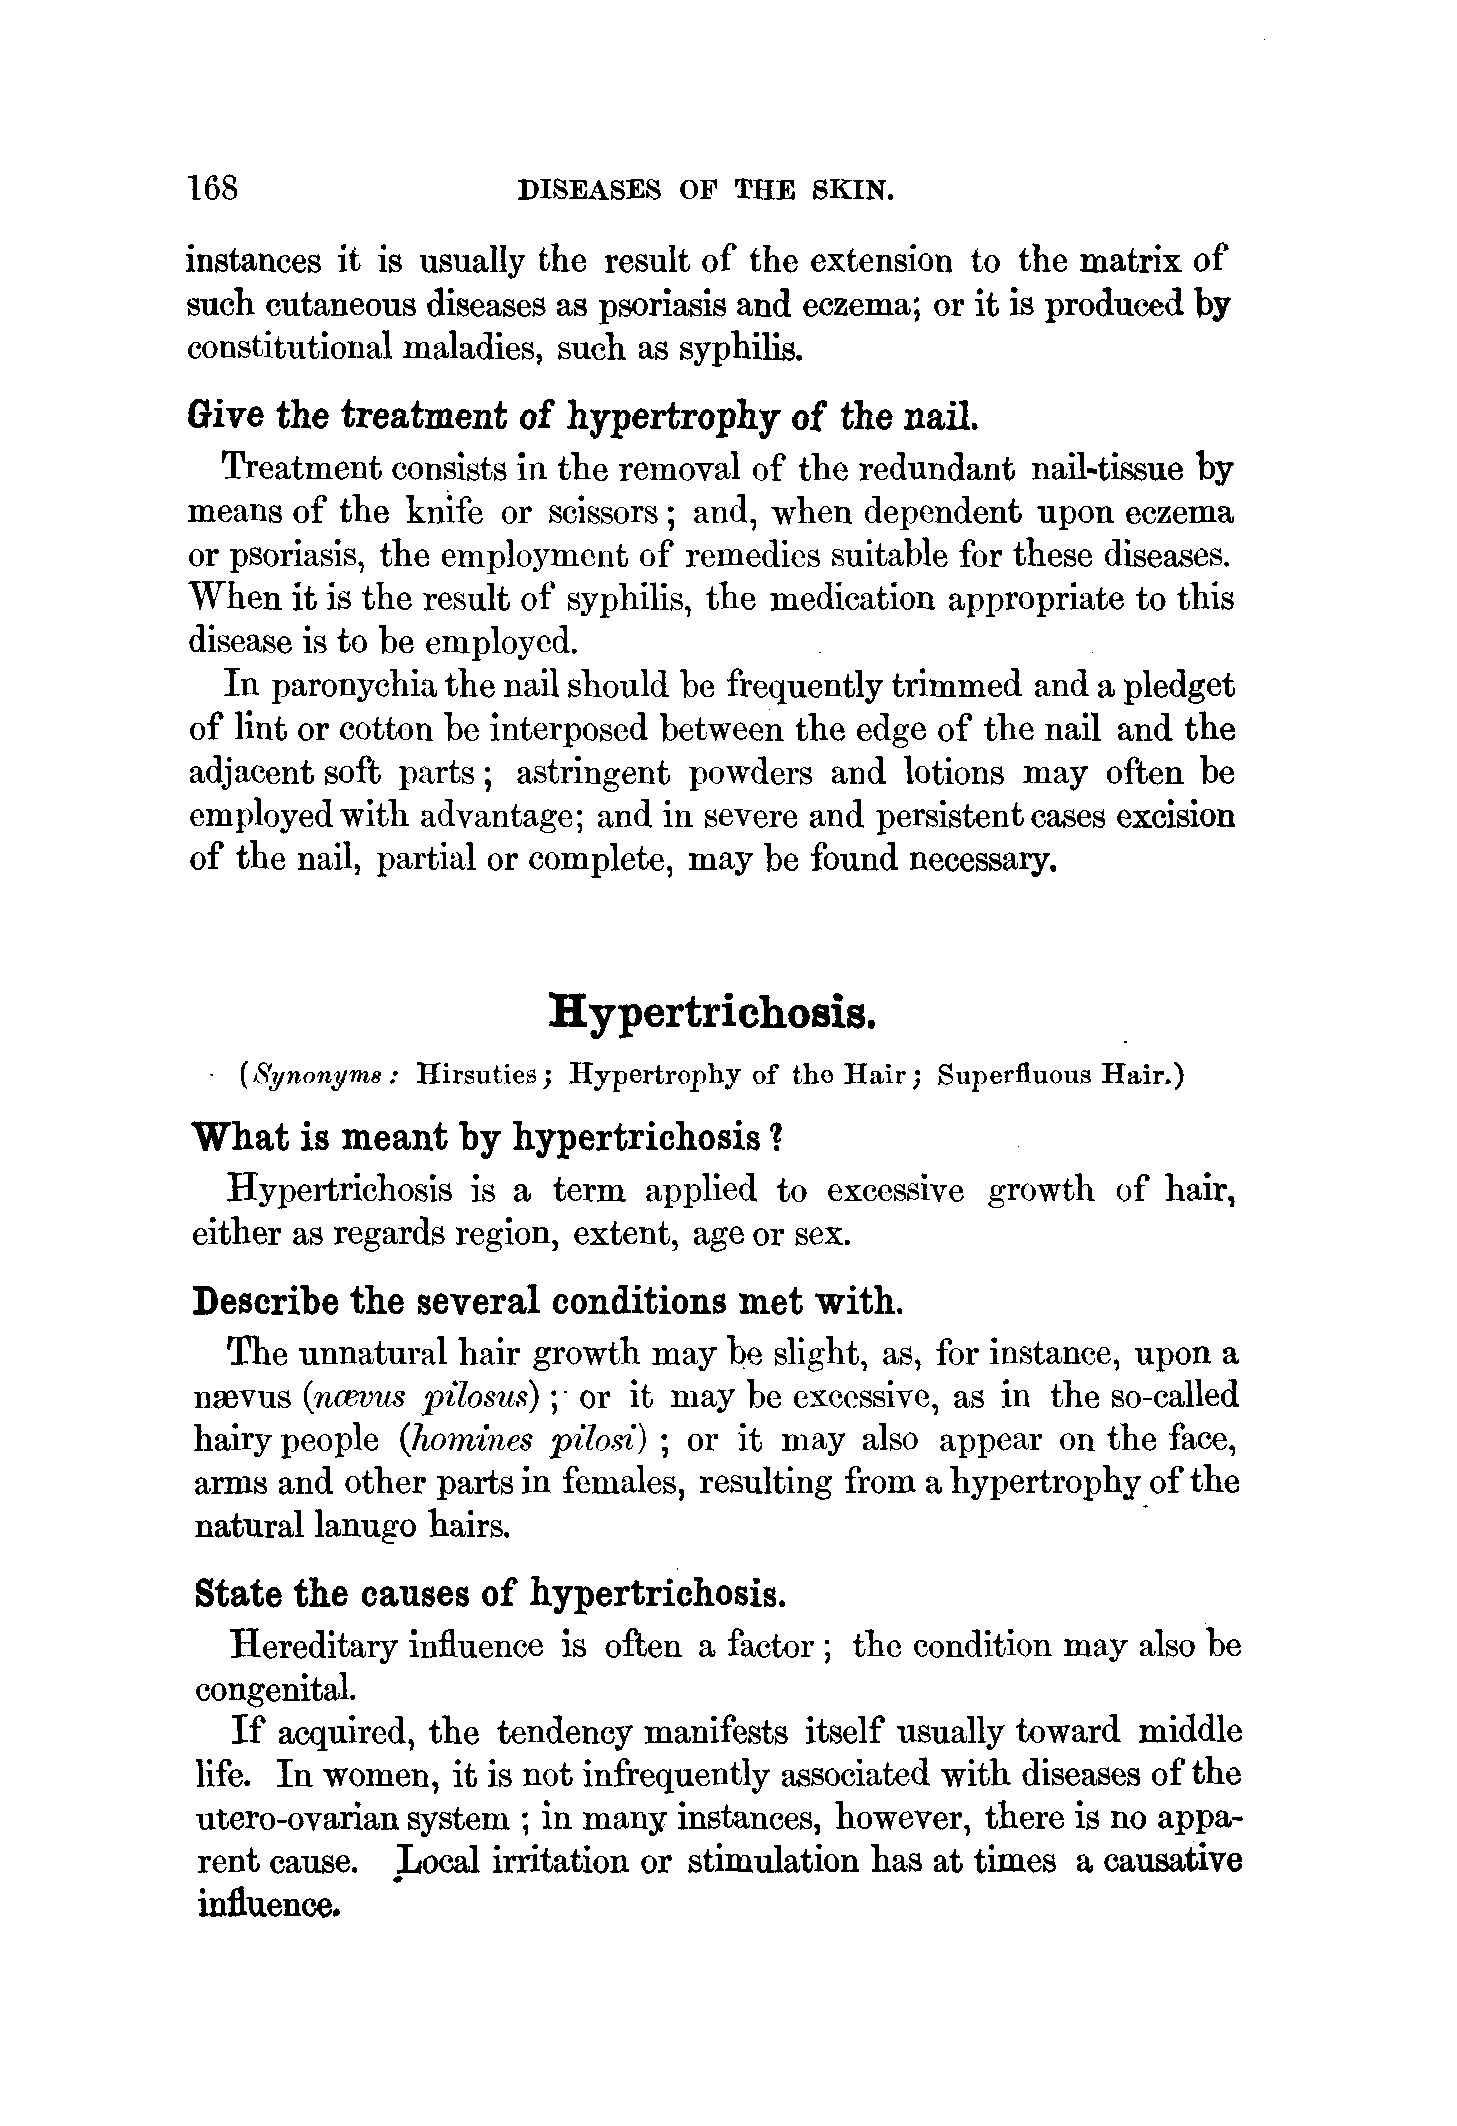 168 DISEASES OF THE SKIN.
instances it is usually the result of the extension to the matrix of
such cutaneous diseases as psoriasis and eczema; or it is produced by
constitutional maladies, such as syphilis.
Give the treatment of hypertrophy of the nail.
Treatment consists in the removal of the redundant nail-tissue by
means of the knife or scissors; and, when dependent upon eczema
or psoriasis, the employment of remedies suitable for these diseases.
When it is the result of syphilis, the medication appropriate to this
disease is to be employed.
In paronychia the nail should be frequently trimmed and a pledget
of lint or cotton be interposed between the edge of the nail and the
adjacent soft parts; astringent powders and lotions may often be
employed with advantage; and in severe and persistent cases excision
of the nail, partial or complete, may be found necessary.
Hypertrichosis.
(Synonyms: Hirsuties; Hypertrophy of the Hair; Superfluous Hair.)
What is meant by hypertrichosis?
Hypertrichosis is a term applied to excessive growth of hair,
either as regards region, extent, age or sex.
Describe the several conditions met with.
The unnatural hair growth may be slight, as, for instance, upon a
nævus (nævus pilosus); or it may be excessive, as in the so-called
hairy people (homines pilosi); or it may also appear on the face,
arms and other parts in females, resulting from a hypertrophy of the
natural lanugo hairs.
State the causes of hypertrichosis.
Hereditary influence is often a factor; the condition may also be
congenital.
If acquired, the tendency manifests itself usually toward middle
life. In women, it is not infrequently associated with diseases of the
utero-ovarian system; in many instances, however, there is no appa-
rent cause. Local irritation or stimulation has at times a causative
influence.